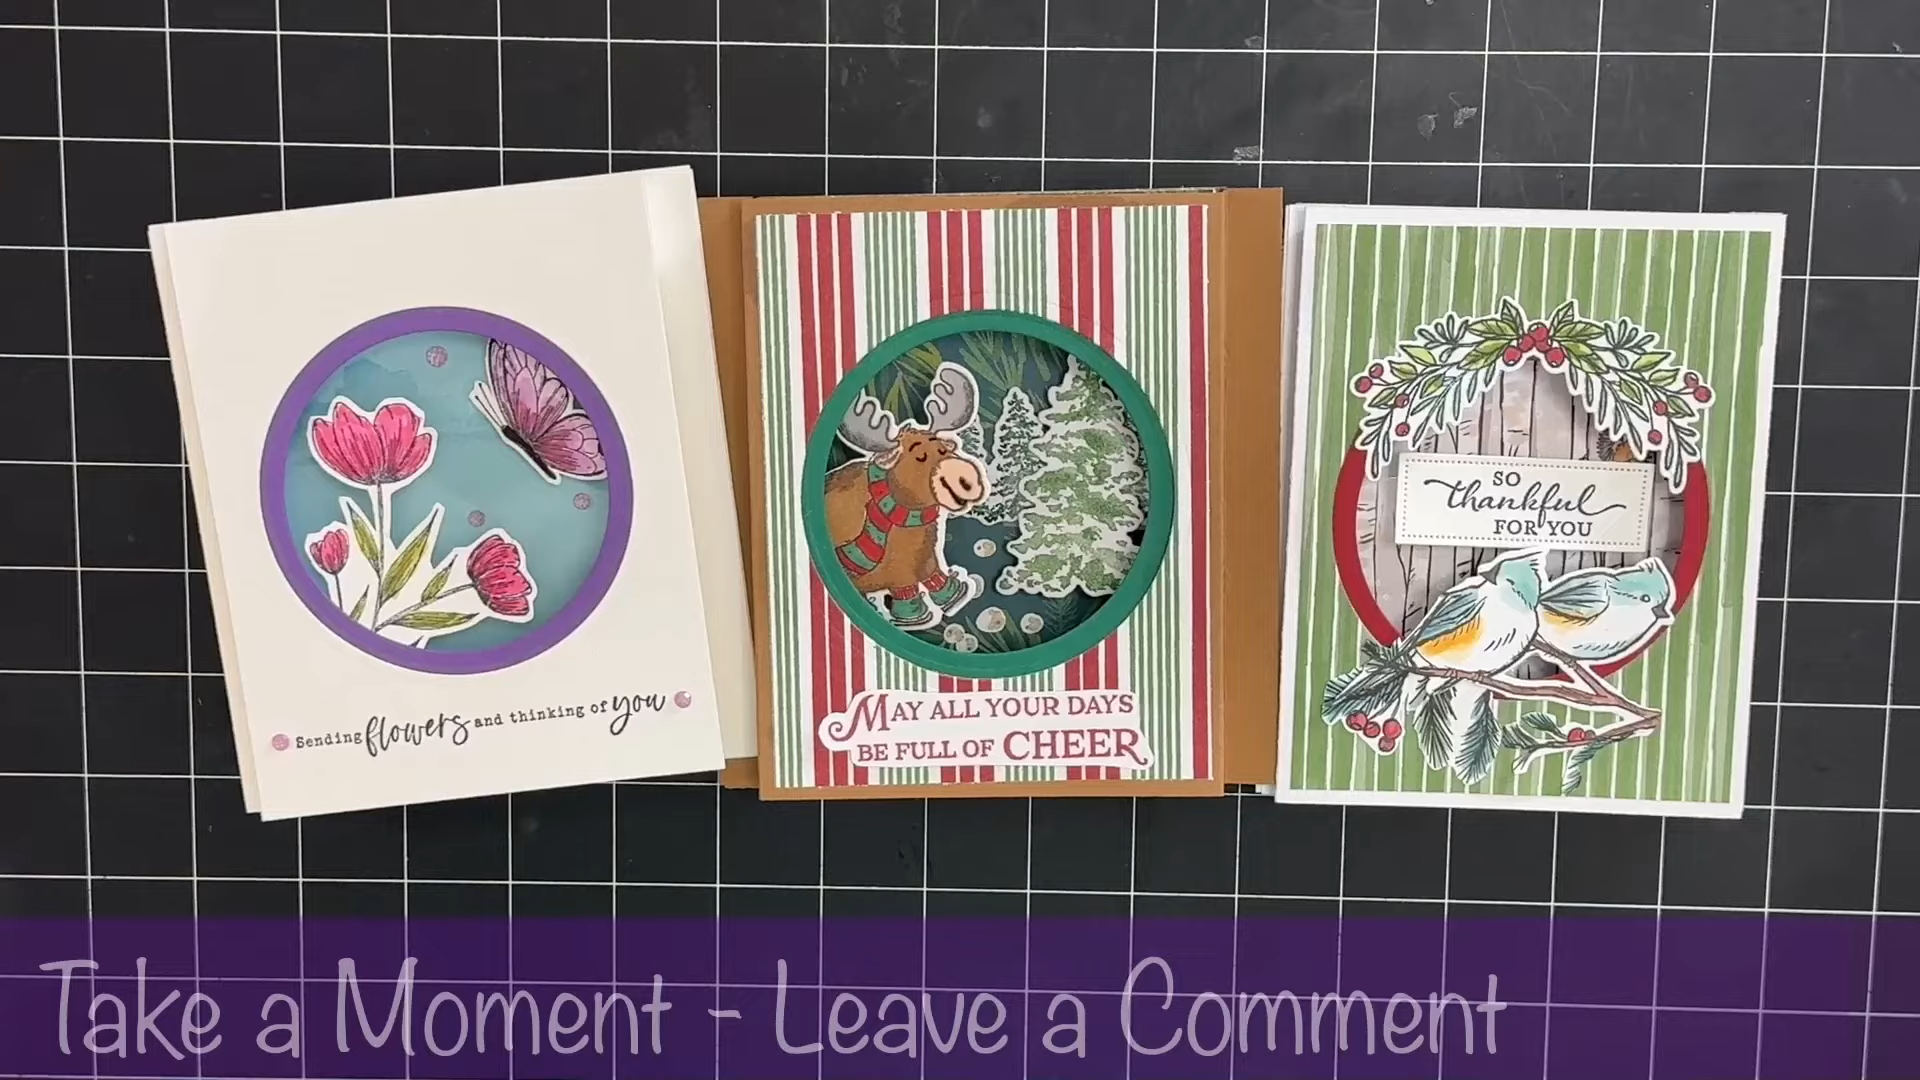 Sending flowers and thinking of you
MAY ALL YOUR DAYS
BE FULL OF CHEER
SO
thankful
FOR YOU
Take a Moment - Leave a Comment